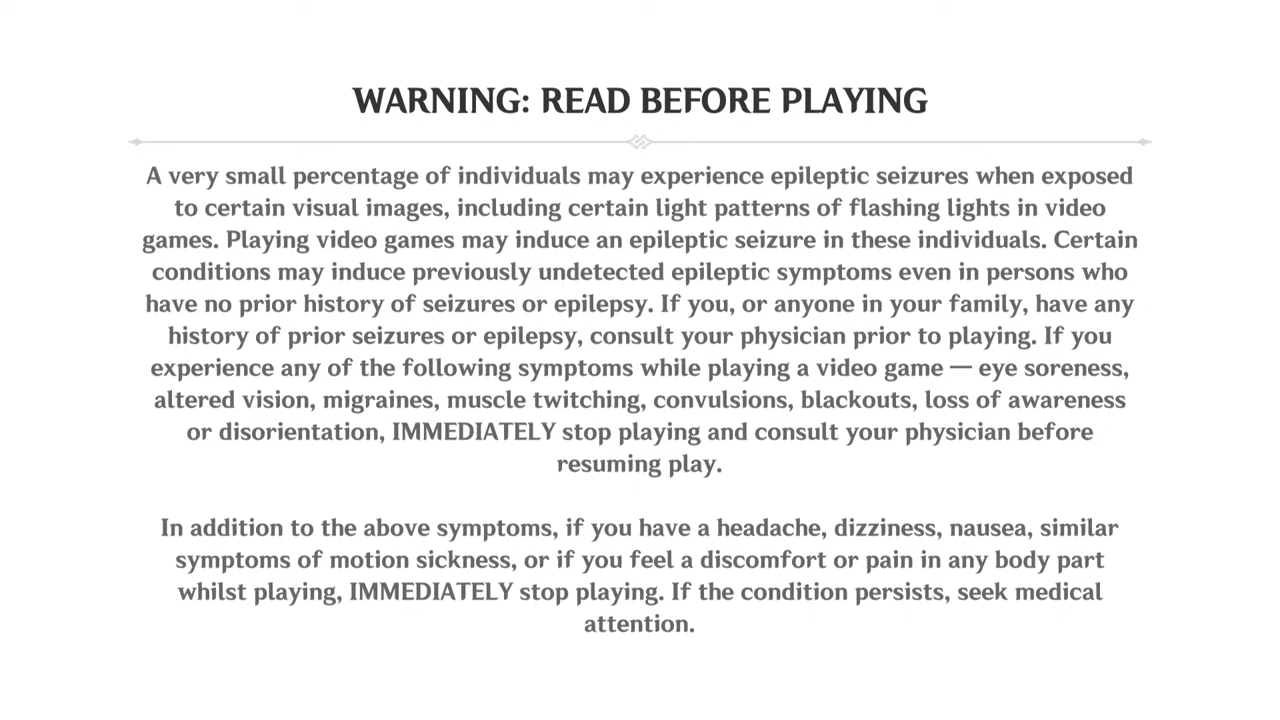 WARNING: READ BEFORE PLAYING
A very small percentage of individuals may experience epileptic seizures when exposed
to certain visual images, including certain light patterns of flashing lights in video
games. Playing video games may induce an epileptic seizure in these individuals. Certain
conditions may induce previously undetected epileptic symptoms even in persons who
have no prior history of seizures or epilepsy. If you, or anyone in your family, have any
history of prior seizures or epilepsy, consult your physician prior to playing. If you
experience any of the following symptoms while playing a video game — eye soreness,
altered vision, migraines, muscle twitching, convulsions, blackouts, loss of awareness
or disorientation, IMMEDIATELY stop playing and consult your physician before
resuming play.
In addition to the above symptoms, if you have a headache, dizziness, nausea, similar
symptoms of motion sickness, or if you feel a discomfort or pain in any body part
whilst playing, IMMEDIATELY stop playing. If the condition persists, seek medical
attention.